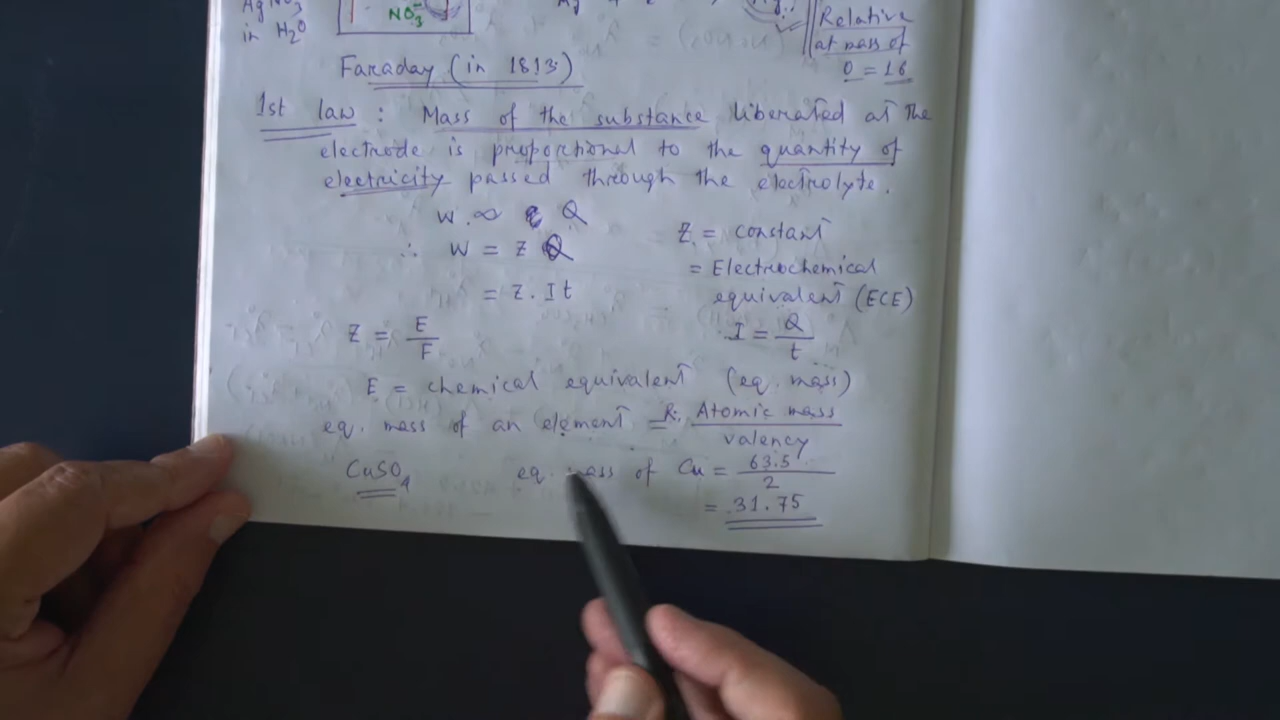 AgNO3
in H2O
NO3-
Relative
at mass of
O = 16
Faraday (in 1813)
1st law : Mass of the substance liberated at the
electrode is proportional to the quantity of
electricity passed through the electrolyte.
W ∝ Q
∴ W = Z Q
= Z. It
Z = constant
= Electrochemical
equivalent (ECE)
Z = E/F
I = Q/t
E = chemical equivalent (eq. mass)
eq. mass of an element = R. Atomic mass / valency
CuSO4 eq. mass of Cu = 63.5 / 2
= 31.75